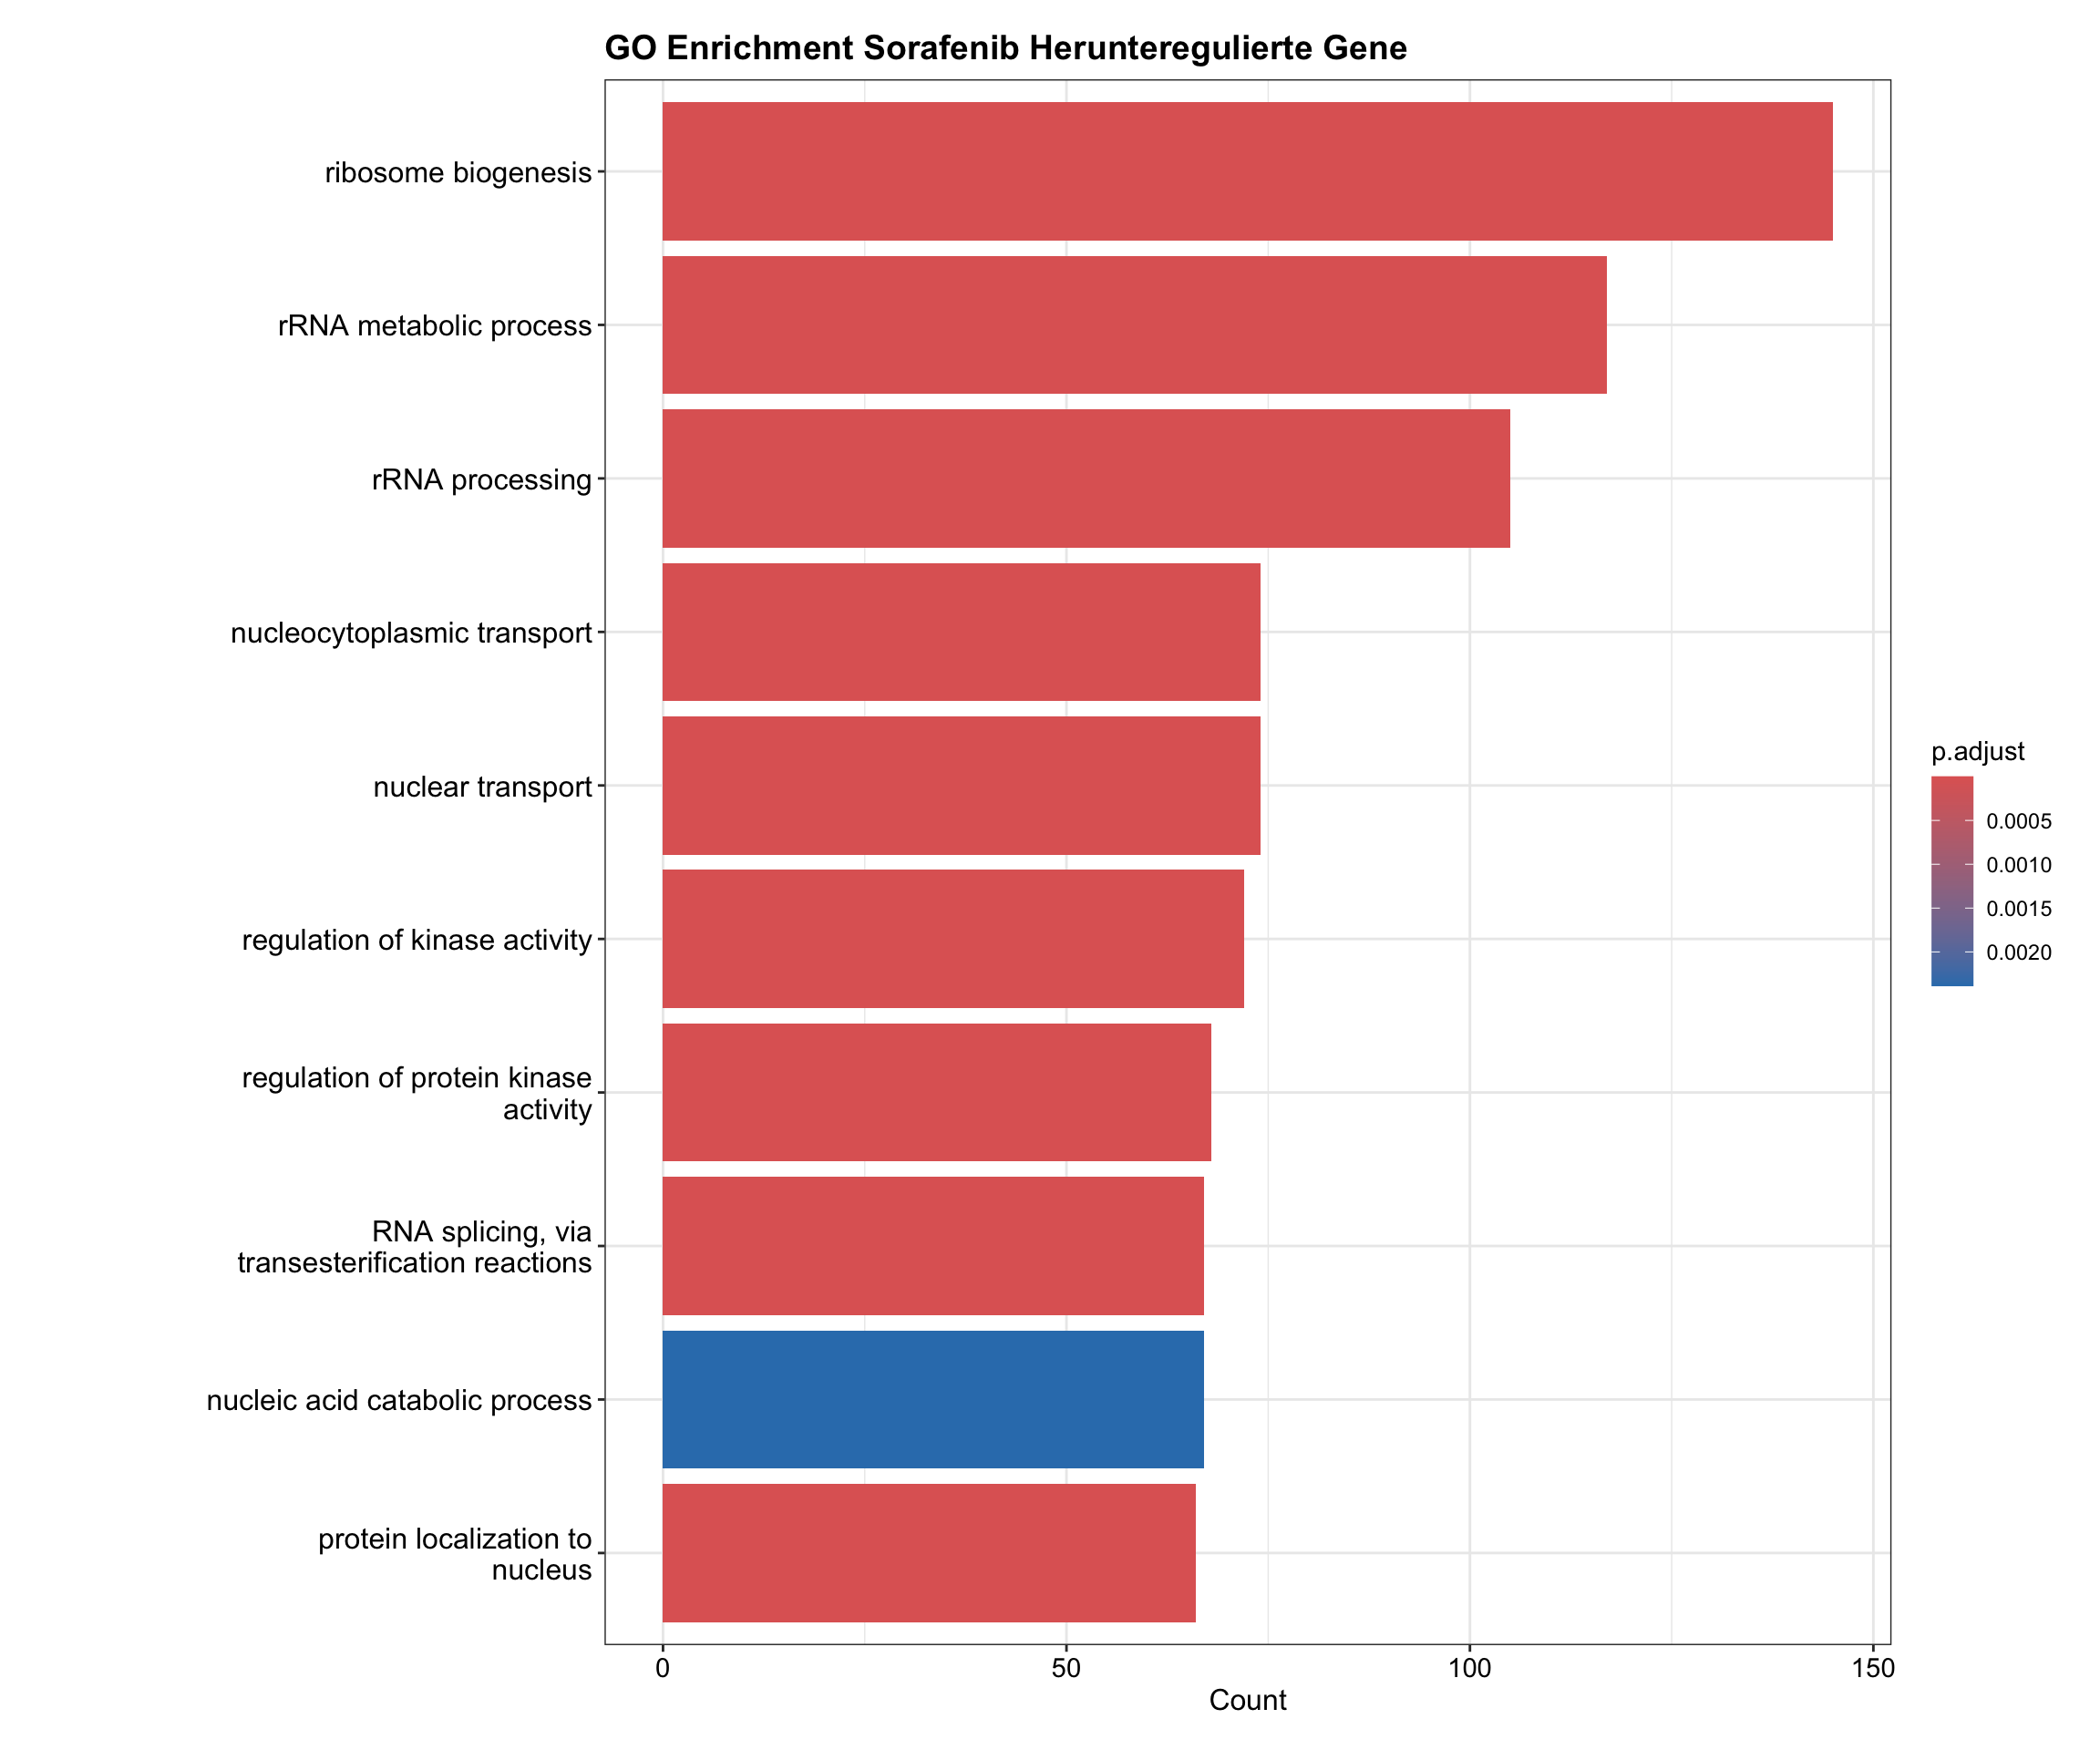 GO Enrichment Sorafenib Herunteregulierte Gene
ribosome biogenesis
rRNA metabolic process
rRNA processing
nucleocytoplasmic transport
nuclear transport
regulation of kinase activity
regulation of protein kinase
activity
RNA splicing, via
transesterification reactions
nucleic acid catabolic process
protein localization to
nucleus
0
50
100
150
Count
p.adjust
0.0005
0.0010
0.0015
0.0020